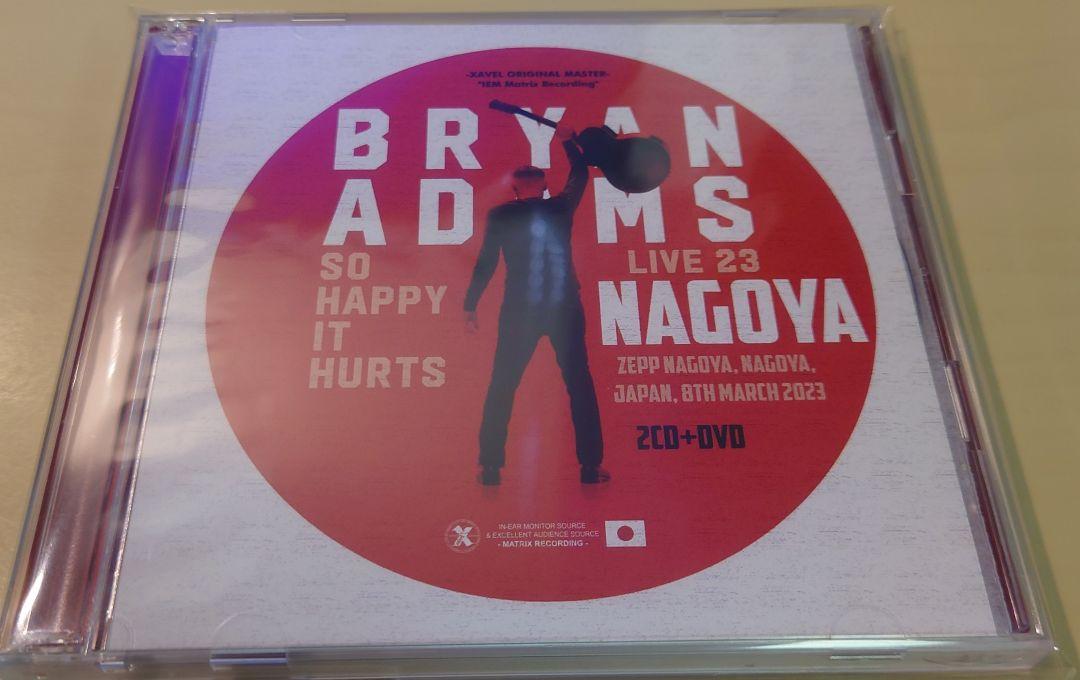 -XAVEL ORIGINAL MASTER-
"IEM Matrix Recording"
BRYAN
ADAMS
SO
HAPPY
IT
HURTS
LIVE 23
NAGOYA
ZEPP NAGOYA, NAGOYA,
JAPAN, 8TH MARCH 2023
2CD+DVD
X
IN-EAR MONITOR SOURCE
& EXCELLENT AUDIENCE SOURCE
- MATRIX RECORDING -